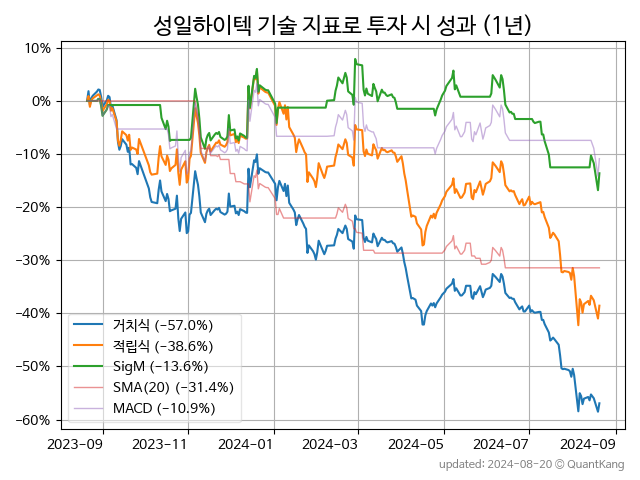 성일하이텍 기술 지표로 투자 시 성과 (1년)
10%
0%
−10%
−20%
−30%
−40%
−50%
−60%
거치식 (−57.0%)
적립식 (−38.6%)
SigM (−13.6%)
SMA(20) (−31.4%)
MACD (−10.9%)
2023−09
2023−11
2024−01
2024−03
2024−05
2024−07
2024−09
updated: 2024−08−20 © QuantKang